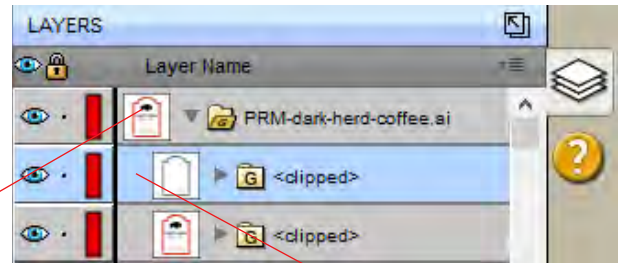 LAYERS
Layer Name
G PRM-dark-herd-coffee.ai
G <clipped>
G <clipped>
?